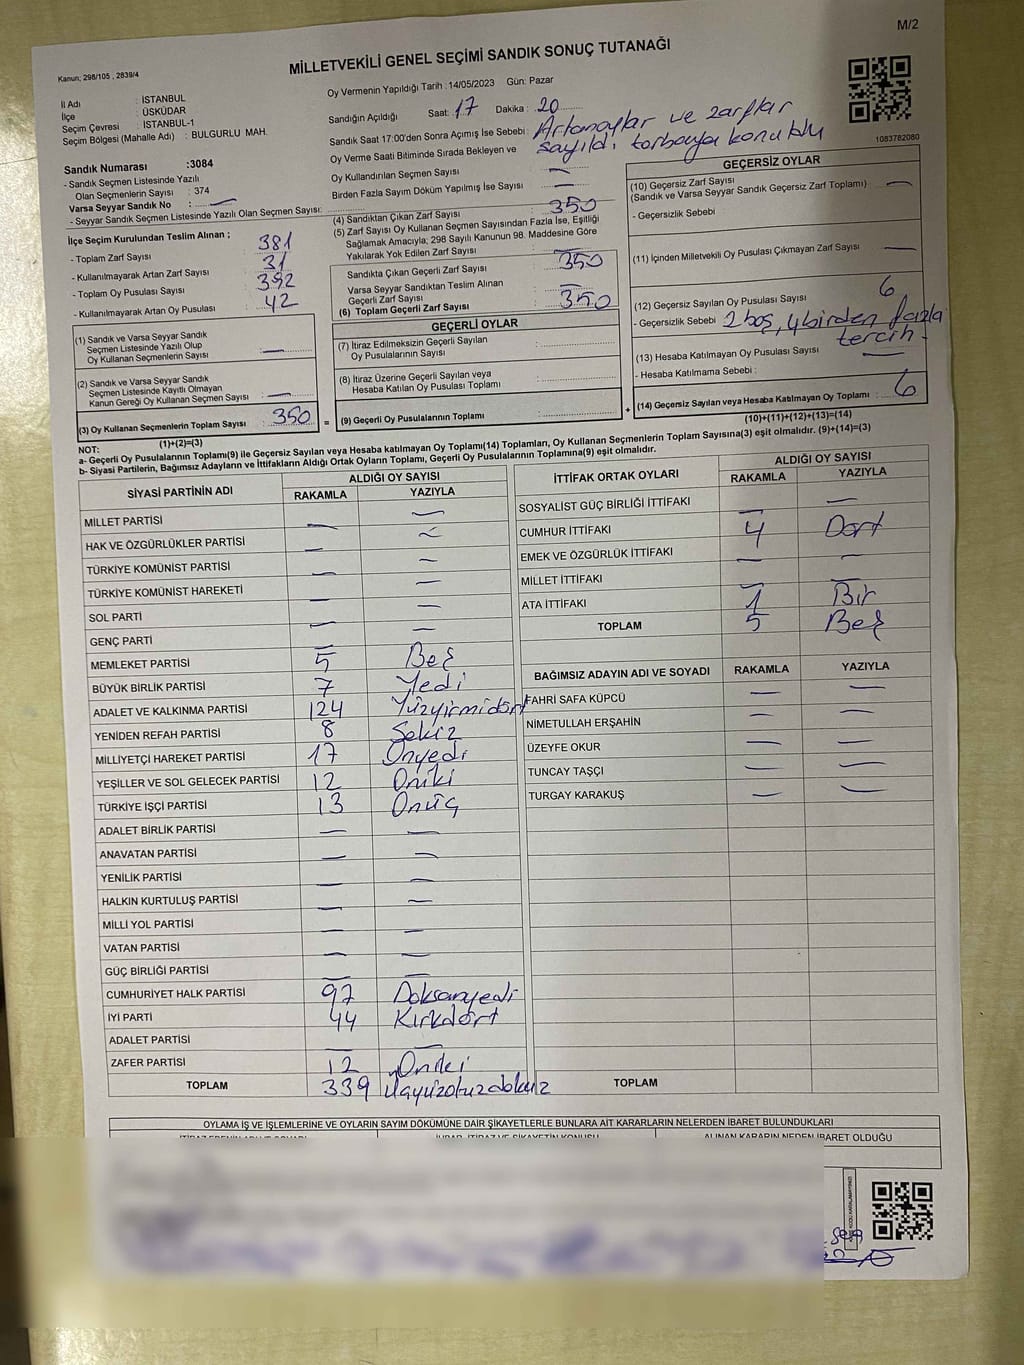 M/2
Kanun; 298/105 , 2839/4
MİLLETVEKİLİ GENEL SEÇİMİ SANDIK SONUÇ TUTANAĞI
İl Adı : İSTANBUL
İlçe : ÜSKÜDAR
Seçim Çevresi : İSTANBUL-1
Seçim Bölgesi (Mahalle Adı) : BULGURLU MAH.
Oy Vermenin Yapıldığı Tarih : 14/05/2023 Gün: Pazar
Sandığın Açıldığı Saat: 17 Dakika : 20
Sandık Saat 17:00'den Sonra Açımış İse Sebebi : Artanoylar ve zarflar sayıldı torbaya konuldu
Oy Verme Saati Bitiminde Sırada Bekleyen ve
Oy Kullandırılan Seçmen Sayısı : —
Birden Fazla Sayım Döküm Yapılmış İse Sayısı : —
1083782080
Sandık Numarası :3084
- Sandık Seçmen Listesinde Yazılı
Olan Seçmenlerin Sayısı : 374
Varsa Seyyar Sandık No : —
- Seyyar Sandık Seçmen Listesinde Yazılı Olan Seçmen Sayısı:
İlçe Seçim Kurulundan Teslim Alınan ;
- Toplam Zarf Sayısı : 381
- Kullanılmayarak Artan Zarf Sayısı : 31
- Toplam Oy Pusulası Sayısı : 392
- Kullanılmayarak Artan Oy Pusulası : 42
(1) Sandık ve Varsa Seyyar Sandık
Seçmen Listesinde Yazılı Olup
Oy Kullanan Seçmenlerin Sayısı : —
(2) Sandık ve Varsa Seyyar Sandık
Seçmen Listesinde Kayıtlı Olmayan
Kanun Gereği Oy Kullanan Seçmen Sayısı : —
(3) Oy Kullanan Seçmenlerin Toplam Sayısı : 350
(1)+(2)=(3)
(4) Sandıktan Çıkan Zarf Sayısı : 350
(5) Zarf Sayısı Oy Kullanan Seçmen Sayısından Fazla İse, Eşitliği
Sağlamak Amacıyla; 298 Sayılı Kanunun 98. Maddesine Göre
Yakılarak Yok Edilen Zarf Sayısı : —
Sandıkta Çıkan Geçerli Zarf Sayısı : 350
Varsa Seyyar Sandıktan Teslim Alınan
Geçerli Zarf Sayısı : —
(6) Toplam Geçerli Zarf Sayısı : 350
GEÇERLİ OYLAR
(7) İtiraz Edilmeksizin Geçerli Sayılan
Oy Pusulalarının Sayısı :
(8) İtiraz Üzerine Geçerli Sayılan veya
Hesaba Katılan Oy Pusulası Toplamı :
= (9) Geçerli Oy Pusulalarının Toplamı :
GEÇERSİZ OYLAR
(10) Geçersiz Zarf Sayısı : —
(Sandık ve Varsa Seyyar Sandık Geçersiz Zarf Toplamı)
- Geçersizlik Sebebi
(11) İçinden Milletvekili Oy Pusulası Çıkmayan Zarf Sayısı : —
(12) Geçersiz Sayılan Oy Pusulası Sayısı : 6
- Geçersizlik Sebebi : 2 boş, 4 birden fazla tercih.
(13) Hesaba Katılmayan Oy Pusulası Sayısı : —
- Hesaba Katılmama Sebebi :
+ (14) Geçersiz Sayılan veya Hesaba Katılmayan Oy Toplamı : 6
(10)+(11)+(12)+(13)=(14)
NOT:
a- Geçerli Oy Pusulalarının Toplamı(9) ile Geçersiz Sayılan veya Hesaba katılmayan Oy Toplamı(14) Toplamları, Oy Kullanan Seçmenlerin Toplam Sayısına(3) eşit olmalıdır. (9)+(14)=(3)
b- Siyasi Partilerin, Bağımsız Adayların ve İttifakların Aldığı Ortak Oyların Toplamı, Geçerli Oy Pusulalarının Toplamına(9) eşit olmalıdır.
SİYASİ PARTİNİN ADI ALDIĞI OY SAYISI
RAKAMLA YAZIYLA
MİLLET PARTİSİ — —
HAK VE ÖZGÜRLÜKLER PARTİSİ — —
TÜRKİYE KOMÜNİST PARTİSİ — —
TÜRKİYE KOMÜNİST HAREKETİ — —
SOL PARTİ — —
GENÇ PARTİ — —
MEMLEKET PARTİSİ 5 Beş
BÜYÜK BİRLİK PARTİSİ 7 Yedi
ADALET VE KALKINMA PARTİSİ 124 Yüzyirmidört
YENİDEN REFAH PARTİSİ 8 Sekiz
MİLLİYETÇİ HAREKET PARTİSİ 17 Onyedi
YEŞİLLER VE SOL GELECEK PARTİSİ 12 Oniki
TÜRKİYE İŞÇİ PARTİSİ 13 Onüç
ADALET BİRLİK PARTİSİ — —
ANAVATAN PARTİSİ — —
YENİLİK PARTİSİ — —
HALKIN KURTULUŞ PARTİSİ — —
MİLLİ YOL PARTİSİ — —
VATAN PARTİSİ — —
GÜÇ BİRLİĞİ PARTİSİ — —
CUMHURİYET HALK PARTİSİ 97 Doksanyedi
İYİ PARTİ 44 Kırkdört
ADALET PARTİSİ — —
ZAFER PARTİSİ 12 Oniki
TOPLAM 339 Üçyüzotuzdokuz
İTTİFAK ORTAK OYLARI ALDIĞI OY SAYISI
RAKAMLA YAZIYLA
SOSYALİST GÜÇ BİRLİĞİ İTTİFAKI — —
CUMHUR İTTİFAKI 4 Dört
EMEK VE ÖZGÜRLÜK İTTİFAKI — —
MİLLET İTTİFAKI — —
ATA İTTİFAKI 1 Bir
TOPLAM 5 Beş
BAĞIMSIZ ADAYIN ADI VE SOYADI RAKAMLA YAZIYLA
FAHRİ SAFA KÜPCÜ — —
NİMETULLAH ERŞAHİN — —
ÜZEYFE OKUR — —
TUNCAY TAŞÇI — —
TURGAY KARAKUŞ — —
TOPLAM
OYLAMA İŞ VE İŞLEMLERİNE VE OYLARIN SAYIM DÖKÜMÜNE DAİR ŞİKAYETLERLE BUNLARA AİT KARARLARIN NELERDEN İBARET BULUNDUKLARI
ALINAN KARARIN NEDEN İBARET OLDUĞU